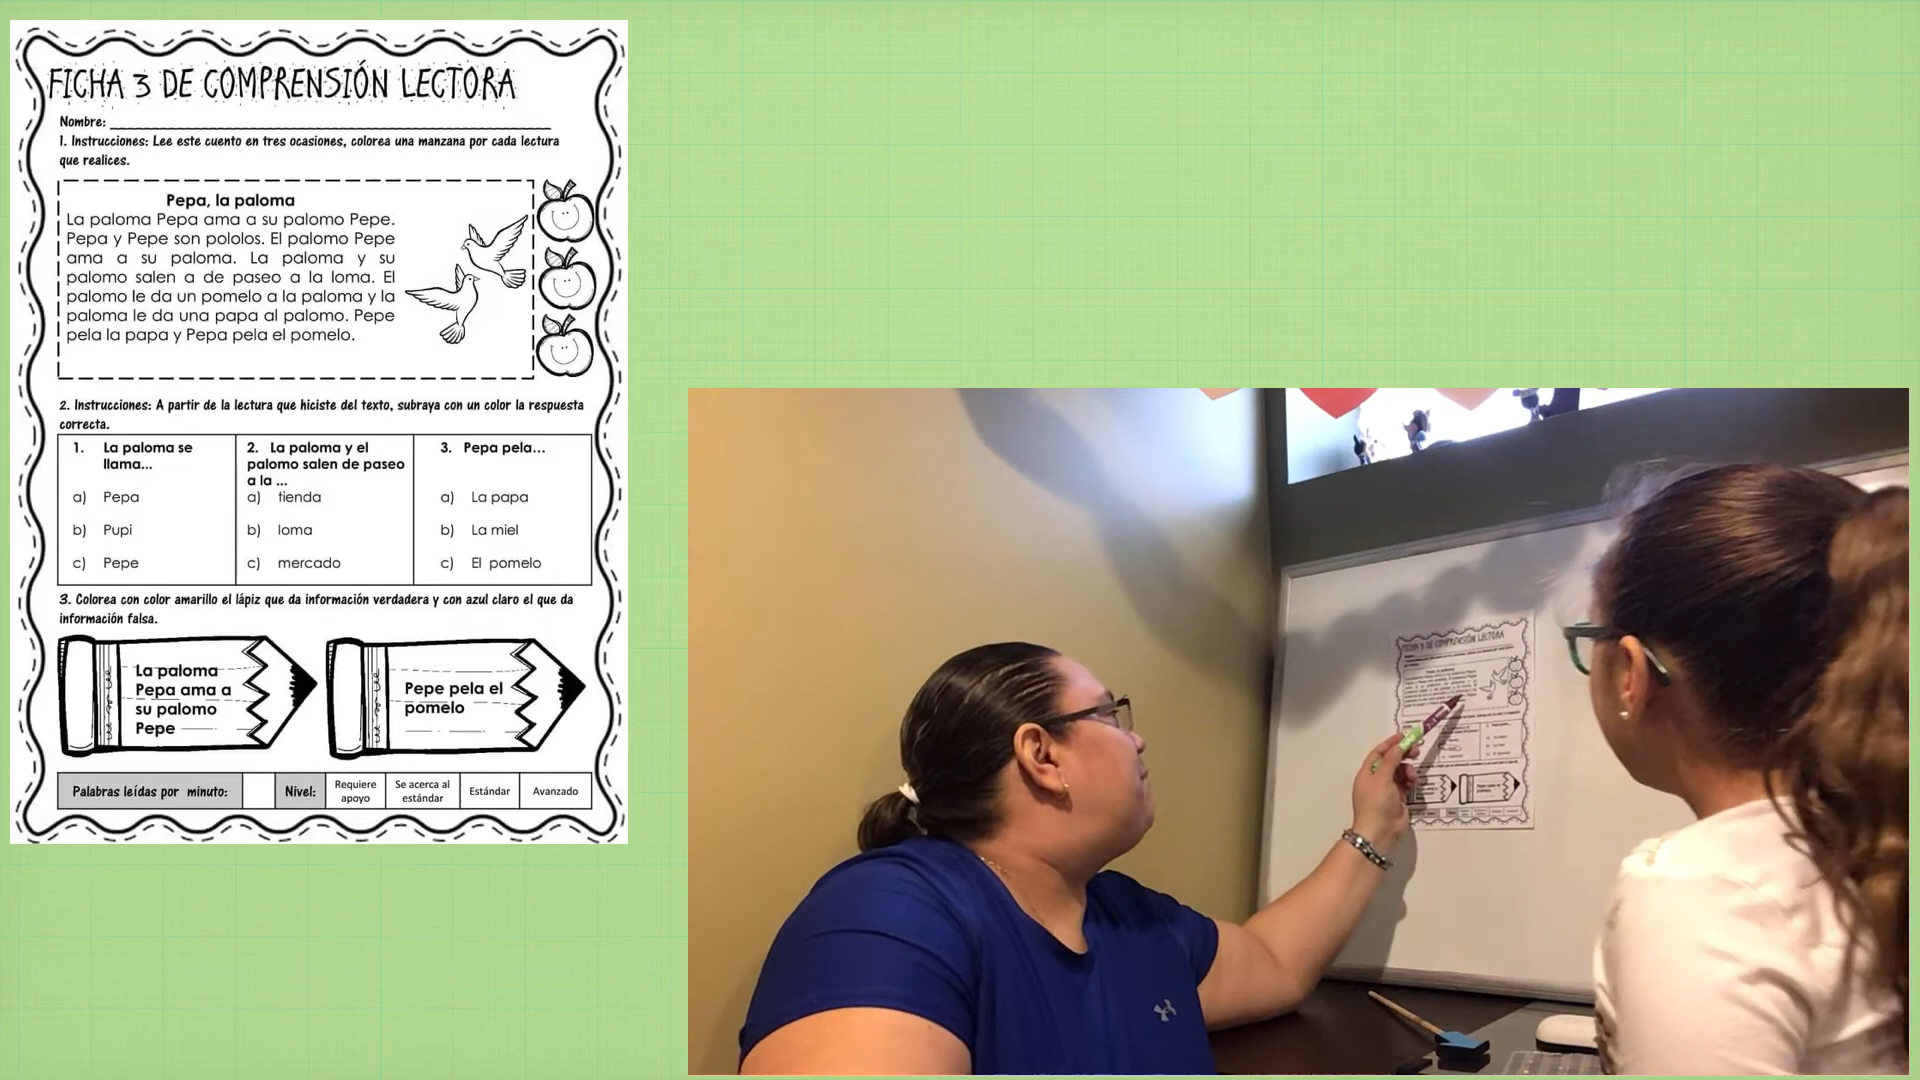 FICHA 3 DE COMPRENSIÓN LECTORA
Nombre:
1. Instrucciones: Lee este cuento en tres ocasiones, colorea una manzana por cada lectura
que realices.
Pepa, la paloma
La paloma Pepa ama a su palomo Pepe.
Pepa y Pepe son pololos. El palomo Pepe
ama a su paloma. La paloma y su
palomo salen a de paseo a la loma. El
palomo le da un pomelo a la paloma y la
paloma le da una papa al palomo. Pepe
pela la papa y Pepa pela el pomelo.
2. Instrucciones: A partir de la lectura que hiciste del texto, subraya con un color la respuesta
correcta.
1. La paloma se
llama...
a) Pepa
b) Pupi
c) Pepe
2. La paloma y el
palomo salen de paseo
a la ...
a) tienda
b) loma
c) mercado
3. Pepa pela...
a) La papa
b) La miel
c) El pomelo
3. Colorea con color amarillo el lápiz que da información verdadera y con azul claro el que da
información falsa.
La paloma
Pepa ama a
su palomo
Pepe
Pepe pela el
pomelo
Palabras leídas por minuto:
Nivel:
Requiere
apoyo
Se acerca al
estándar
Estándar
Avanzado
FICHA 3 DE COMPRENSIÓN LECTORA